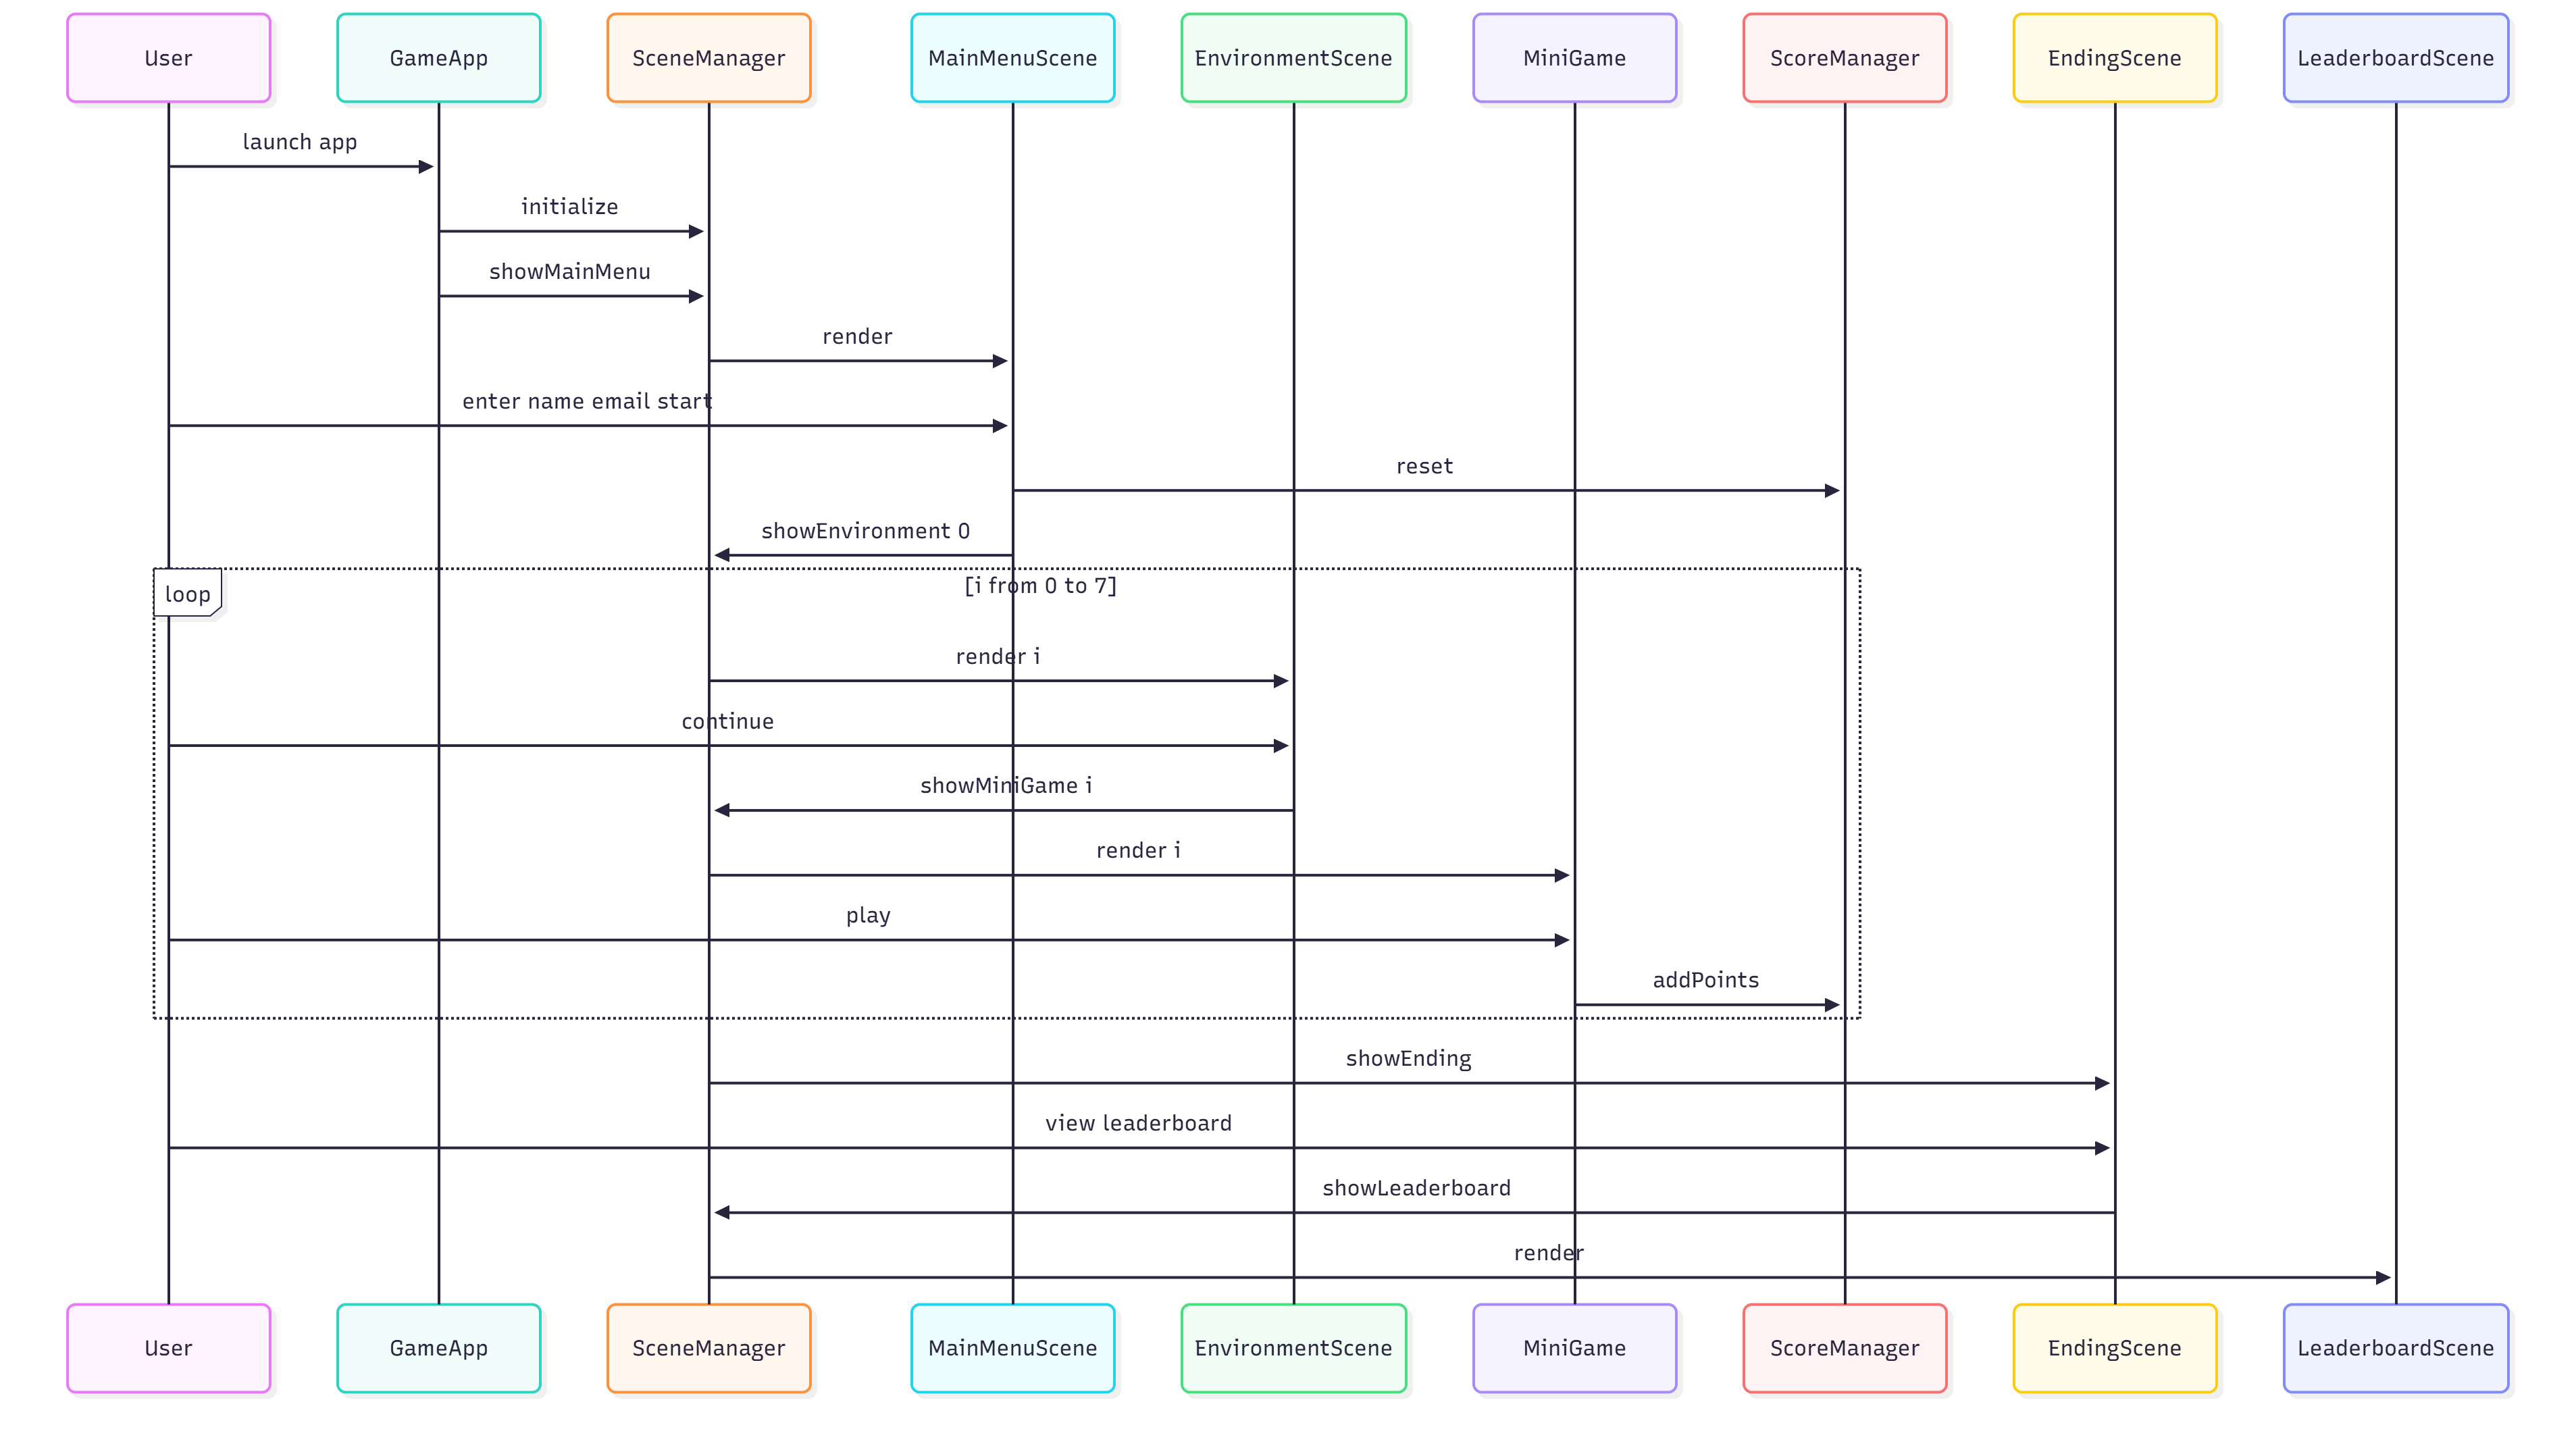 User
GameApp
SceneManager
MainMenuScene
EnvironmentScene
MiniGame
ScoreManager
EndingScene
LeaderboardScene
launch app
initialize
showMainMenu
render
enter name email start
reset
showEnvironment 0
loop
[i from 0 to 7]
render i
continue
showMiniGame i
render i
play
addPoints
showEnding
view leaderboard
showLeaderboard
render
User
GameApp
SceneManager
MainMenuScene
EnvironmentScene
MiniGame
ScoreManager
EndingScene
LeaderboardScene